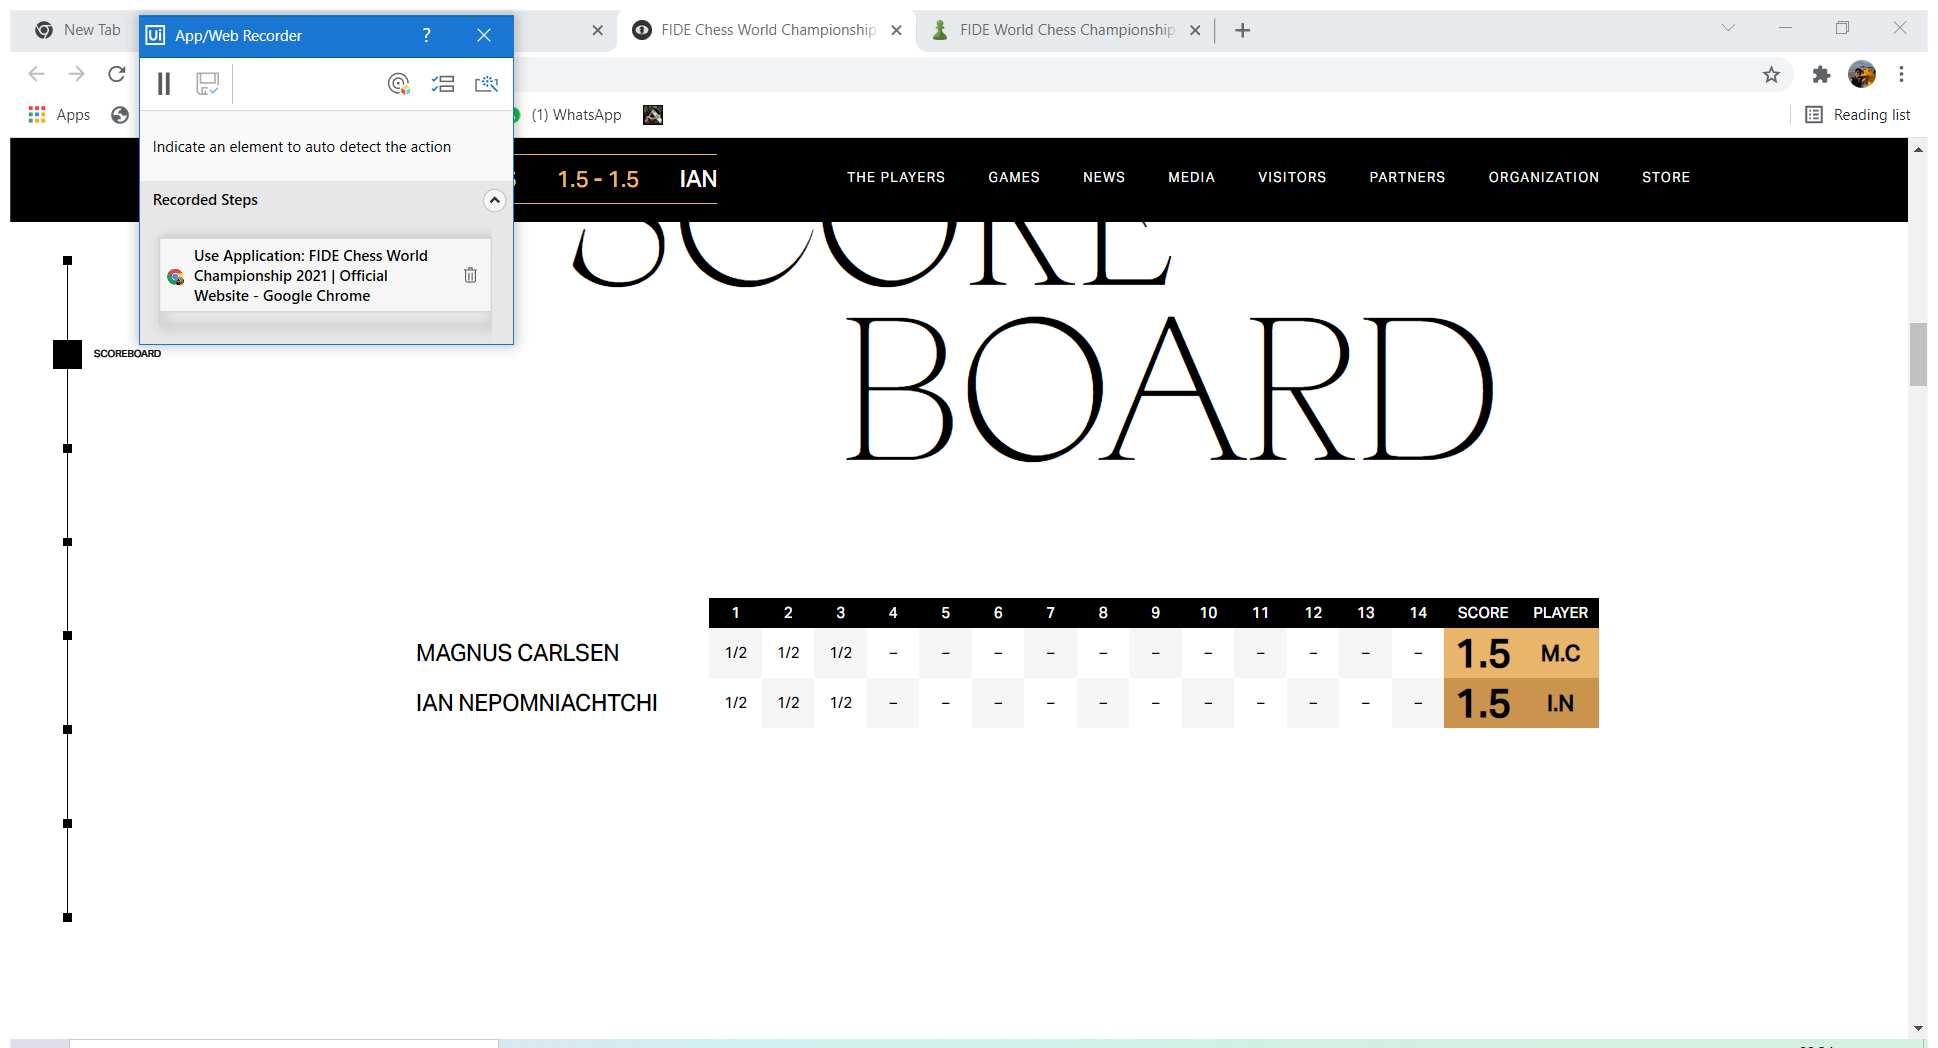 New Tab
Ui App/Web Recorder ?
FIDE Chess World Championship
FIDE World Chess Championship
Apps
(1) WhatsApp
Reading list
Indicate an element to auto detect the action
Recorded Steps
Use Application: FIDE Chess World
Championship 2021 | Official
Website - Google Chrome
1.5 - 1.5 IAN
THE PLAYERS GAMES NEWS MEDIA VISITORS PARTNERS ORGANIZATION STORE
SCORE
BOARD
SCOREBOARD
1 2 3 4 5 6 7 8 9 10 11 12 13 14 SCORE PLAYER
MAGNUS CARLSEN 1/2 1/2 1/2 – – – – – – – – – – – 1.5 M.C
IAN NEPOMNIACHTCHI 1/2 1/2 1/2 – – – – – – – – – – – 1.5 I.N